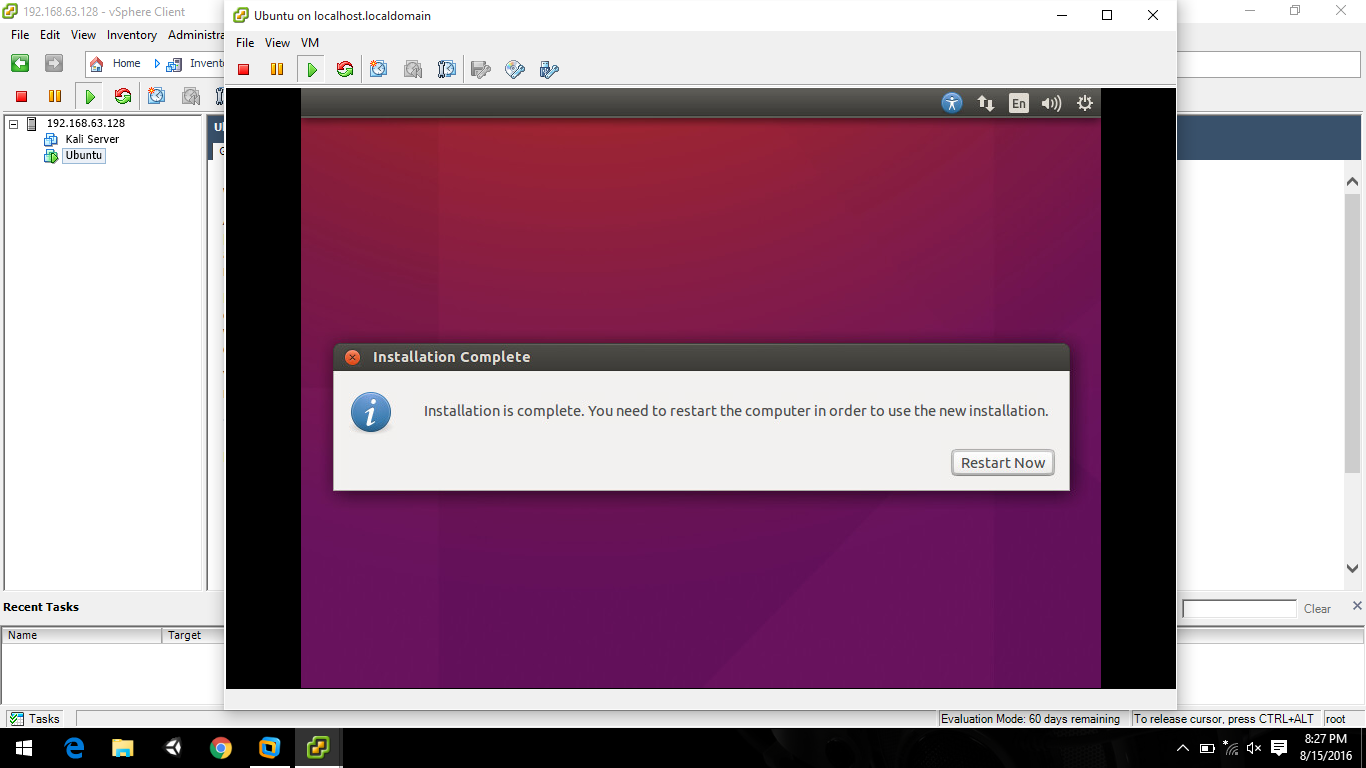 192.168.63.128 - vSphere Client
File Edit View Inventory Administra
Home Invent
192.168.63.128
Kali Server
Ubuntu
Ubuntu on localhost.localdomain
File View VM
En
Installation Complete
Installation is complete. You need to restart the computer in order to use the new installation.
Restart Now
Recent Tasks
Clear
Name Target
Tasks
Evaluation Mode: 60 days remaining
To release cursor, press CTRL+ALT
root
8:27 PM
8/15/2016